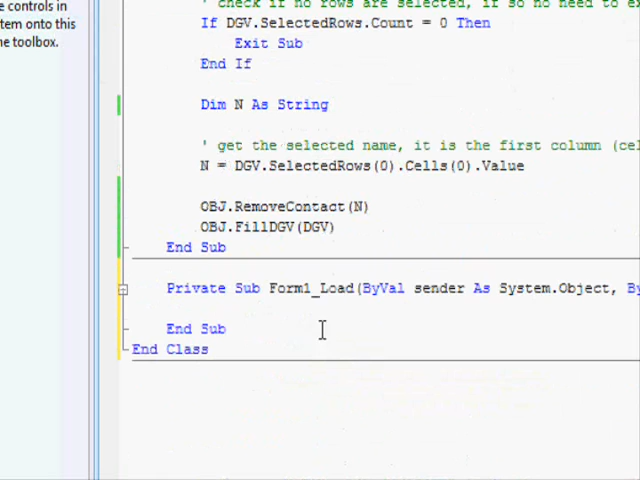 e controls in
tem onto this
he toolbox.
' check if no rows are selected, if so no need to ex
If DGV.SelectedRows.Count = 0 Then
Exit Sub
End If
Dim N As String
' get the selected name, it is the first column (cel
N = DGV.SelectedRows(0).Cells(0).Value
OBJ.RemoveContact(N)
OBJ.FillDGV(DGV)
End Sub
Private Sub Form1_Load(ByVal sender As System.Object, By
End Sub
End Class